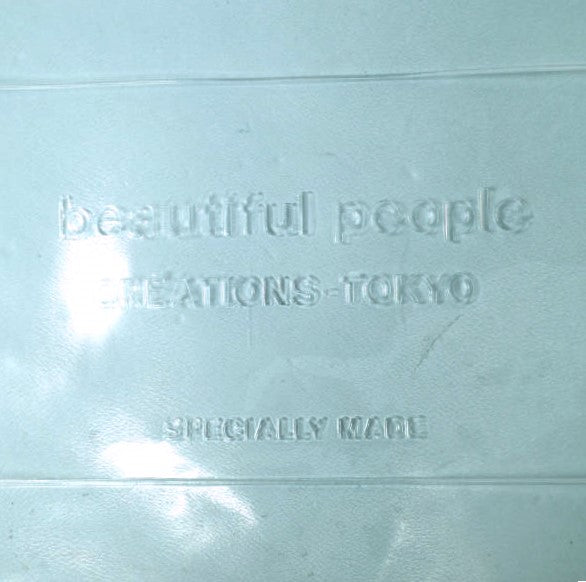 beautiful people
CREATIONS-TOKYO
SPECIALLY MADE